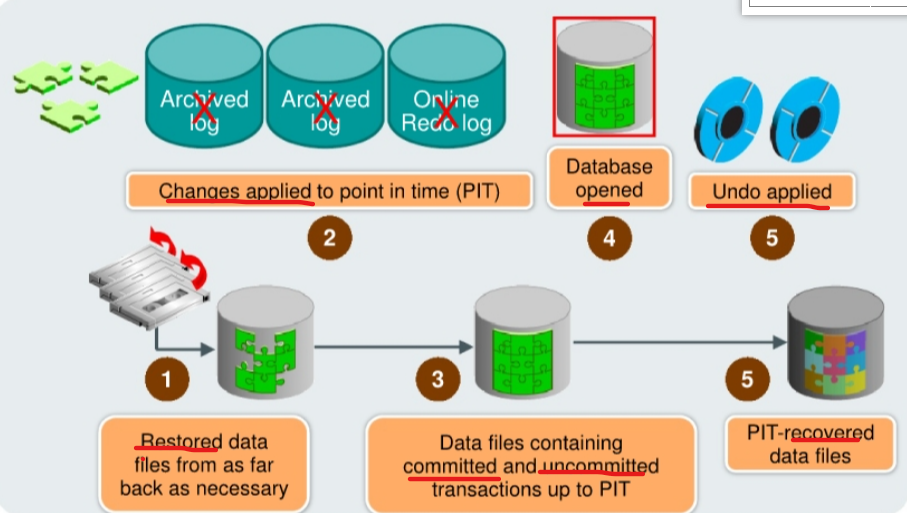 Archived
log
Archived
log
Online
Redo log
Changes applied to point in time (PIT)
2
Database
opened
4
Undo applied
5
1
Restored data
files from as far
back as necessary
3
Data files containing
committed and uncommitted
transactions up to PIT
5
PIT-recovered
data files